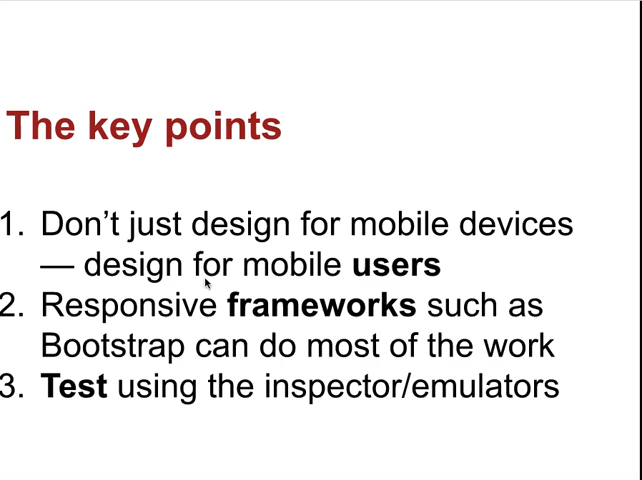 The key points
1. Don’t just design for mobile devices
— design for mobile users
2. Responsive frameworks such as
Bootstrap can do most of the work
3. Test using the inspector/emulators